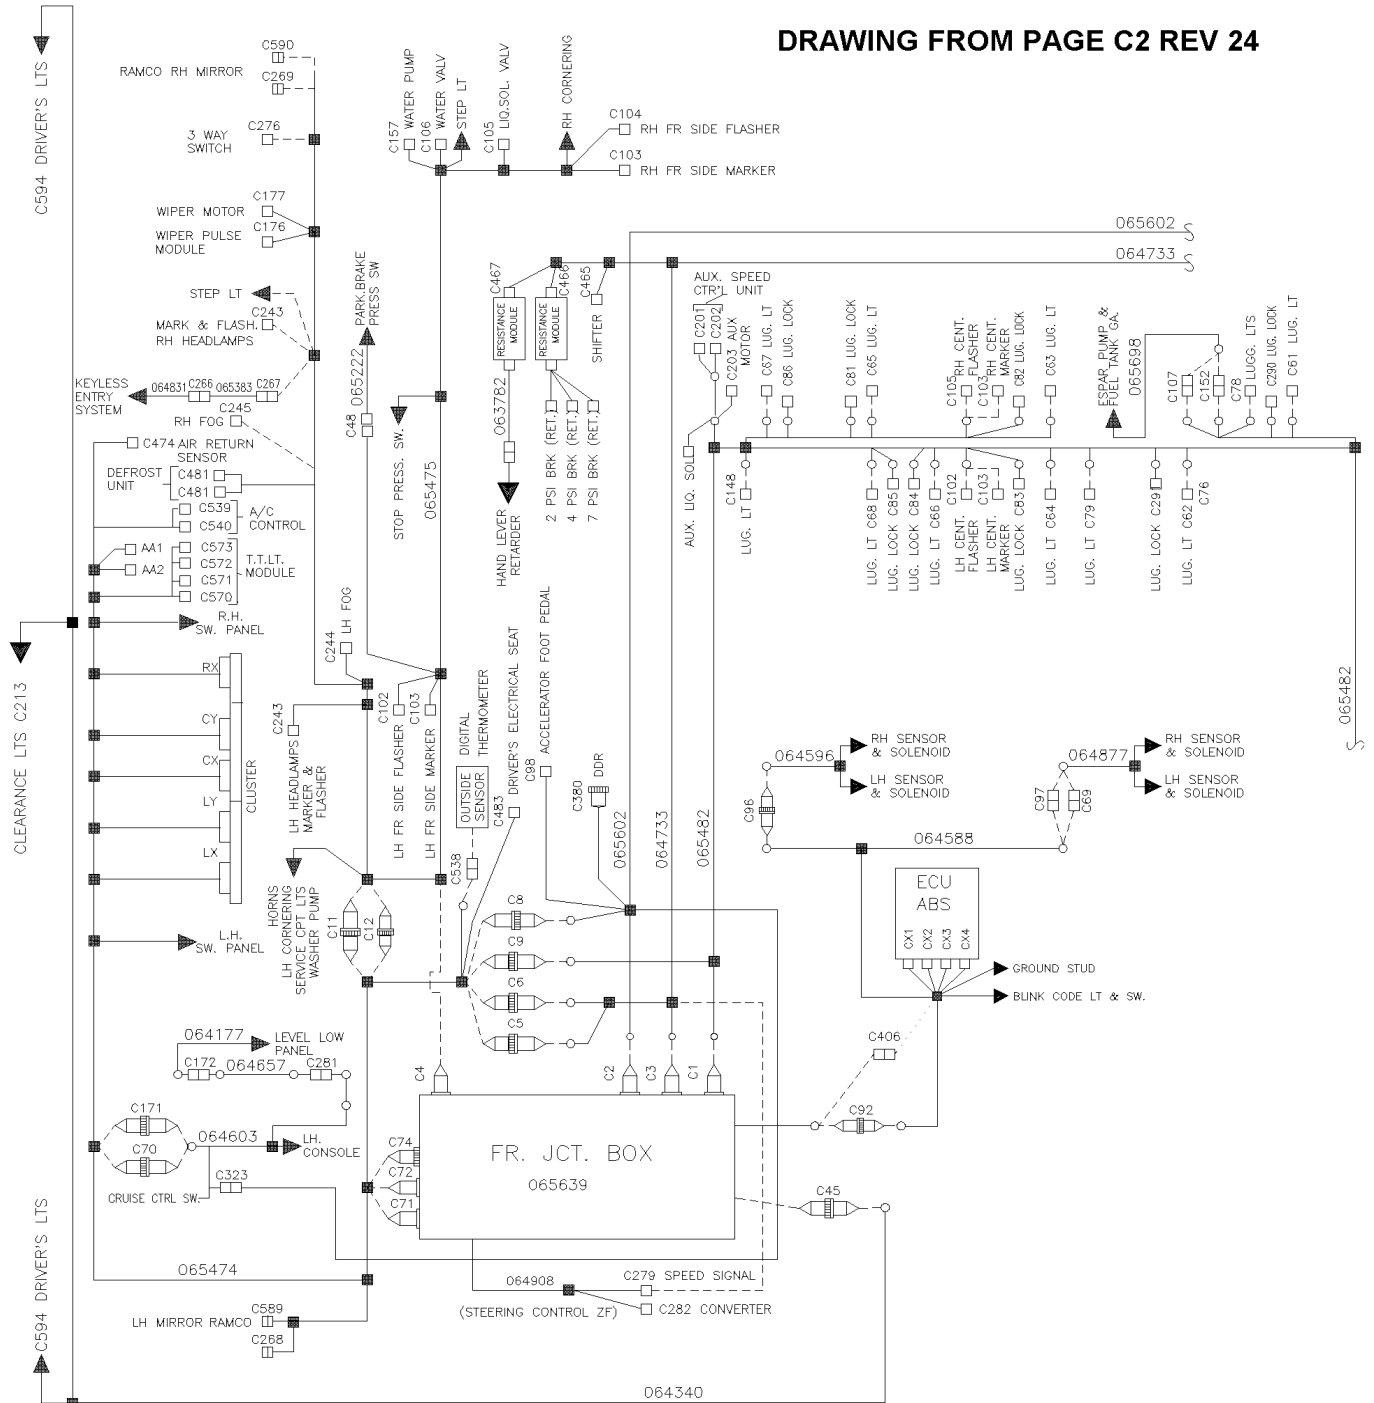 DRAWING FROM PAGE C2 REV 24
C594 DRIVER'S LTS
C590
RAMCO RH MIRROR
C269
3 WAY
SWITCH
C276
C177
WIPER MOTOR
C176
WIPER PULSE
MODULE
STEP LT
C243
MARK & FLASH.
RH HEADLAMPS
KEYLESS
ENTRY
SYSTEM
064831
C266
065383
C267
C245
RH FOG
C474 AIR RETURN
SENSOR
DEFROST
UNIT
C481
C481
C539
C540
A/C
CONTROL
AA1
AA2
C573
C572
C571
C570
T.T.LT.
MODULE
R.H.
SW. PANEL
CLEARANCE LTS C213
RX
CY
CX
LY
LX
CLUSTER
L.H.
SW. PANEL
WATER PUMP
C157
WATER VALV
C106
STEP LT
LIQ.SOL. VALV
C105
RH CORNERING
C104
RH FR SIDE FLASHER
C103
RH FR SIDE MARKER
PARK.BRAKE
PRESS SW
065222
C48
STOP PRESS. SW.
065475
C244
LH FOG
C243
LH HEADLAMPS
MARKER &
FLASHER
C102
LH FR SIDE FLASHER
C103
LH FR SIDE MARKER
HORNS
LH CORNERING
SERVICE CPT LTS
WASHER PUMP
C11
C12
065602
064733
C467
RESISTANCE
MODULE
C466
RESISTANCE
MODULE
C465
SHIFTER
063782
HAND LEVER
RETARDER
2 PSI BRK (RET.)
4 PSI BRK (RET.)
7 PSI BRK (RET.)
AUX. SPEED
CTR'L UNIT
C201
C202
C203 AUX
MOTOR
AUX. LIQ. SOL
C67 LUG. LT
C86 LUG. LOCK
C81 LUG. LOCK
C65 LUG. LT
C105
RH CENT.
FLASHER
C103
RH CENT.
MARKER
C82 LUG. LOCK
C63 LUG. LT
ESPAR PUMP &
FUEL TANK GA.
065698
C107
C152
C78
LUGG. LTS
C290 LUG. LOCK
C61 LUG. LT
LUG. LT
C148
LUG. LT C68
LUG. LOCK C85
LUG. LOCK C84
LUG. LT C66
C102
LH CENT.
FLASHER
C103
LH CENT.
MARKER
LUG. LOCK C83
LUG. LT C64
LUG. LT C79
LUG. LOCK C291
LUG. LT C62
C76
065482
DIGITAL
THERMOMETER
OUTSIDE
SENSOR
C538
C483
DRIVER'S ELECTRICAL SEAT
C98
ACCELERATOR FOOT PEDAL
C380
DDR
065602
064733
065482
C8
C9
C6
C5
064596
RH SENSOR
& SOLENOID
LH SENSOR
& SOLENOID
C96
064877
RH SENSOR
& SOLENOID
LH SENSOR
& SOLENOID
C97
C69
064588
ECU
ABS
CX1
CX2
CX3
CX4
GROUND STUD
BLINK CODE LT & SW.
C406
C92
C45
064177
LEVEL LOW
PANEL
C172
064657
C281
C171
C70
064603
LH.
CONSOLE
CRUISE CTRL SW.
C323
C4
C2
C3
C1
C74
C72
C71
FR. JCT. BOX
065639
065474
C594 DRIVER'S LTS
LH MIRROR RAMCO
C589
C268
064908
(STEERING CONTROL ZF)
C279 SPEED SIGNAL
C282 CONVERTER
064340